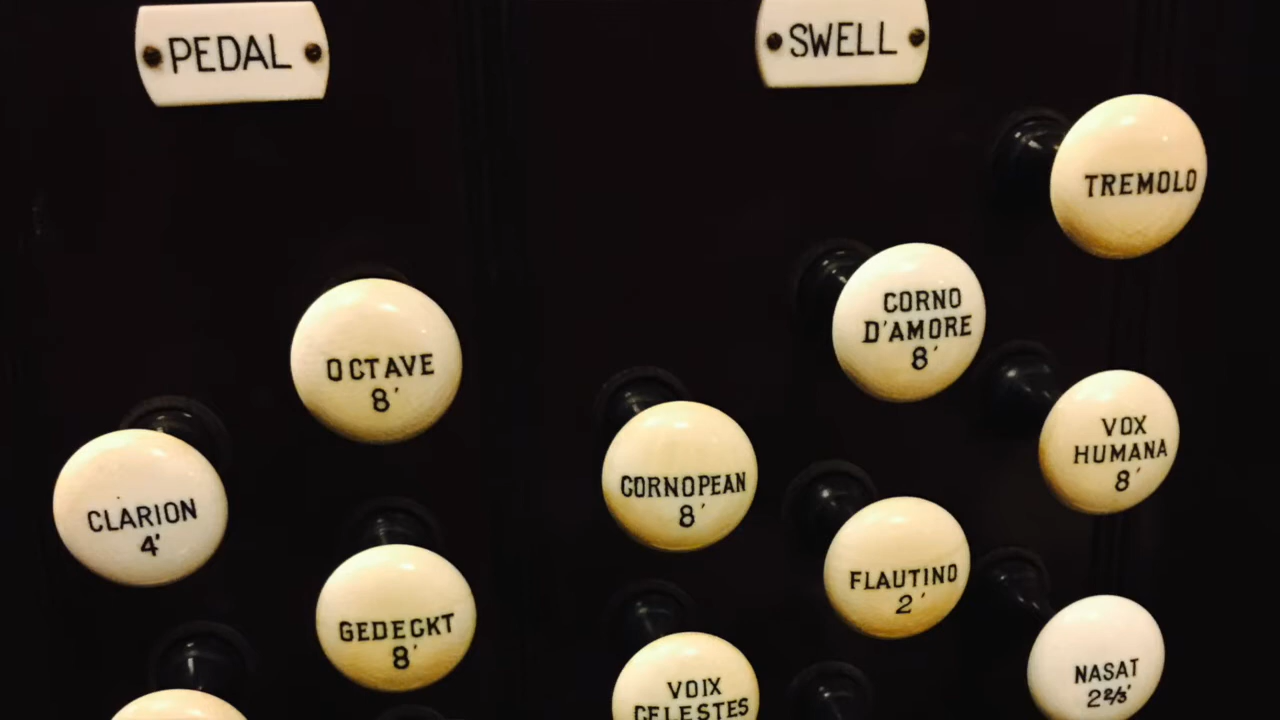 PEDAL
SWELL
TREMOLO
CORNO
D'AMORE
8'
OCTAVE
8'
VOX
HUMANA
8'
CORNOPEAN
8'
CLARION
4'
FLAUTINO
2'
GEDECKT
8'
NASAT
2⅔'
VOIX
CELESTES